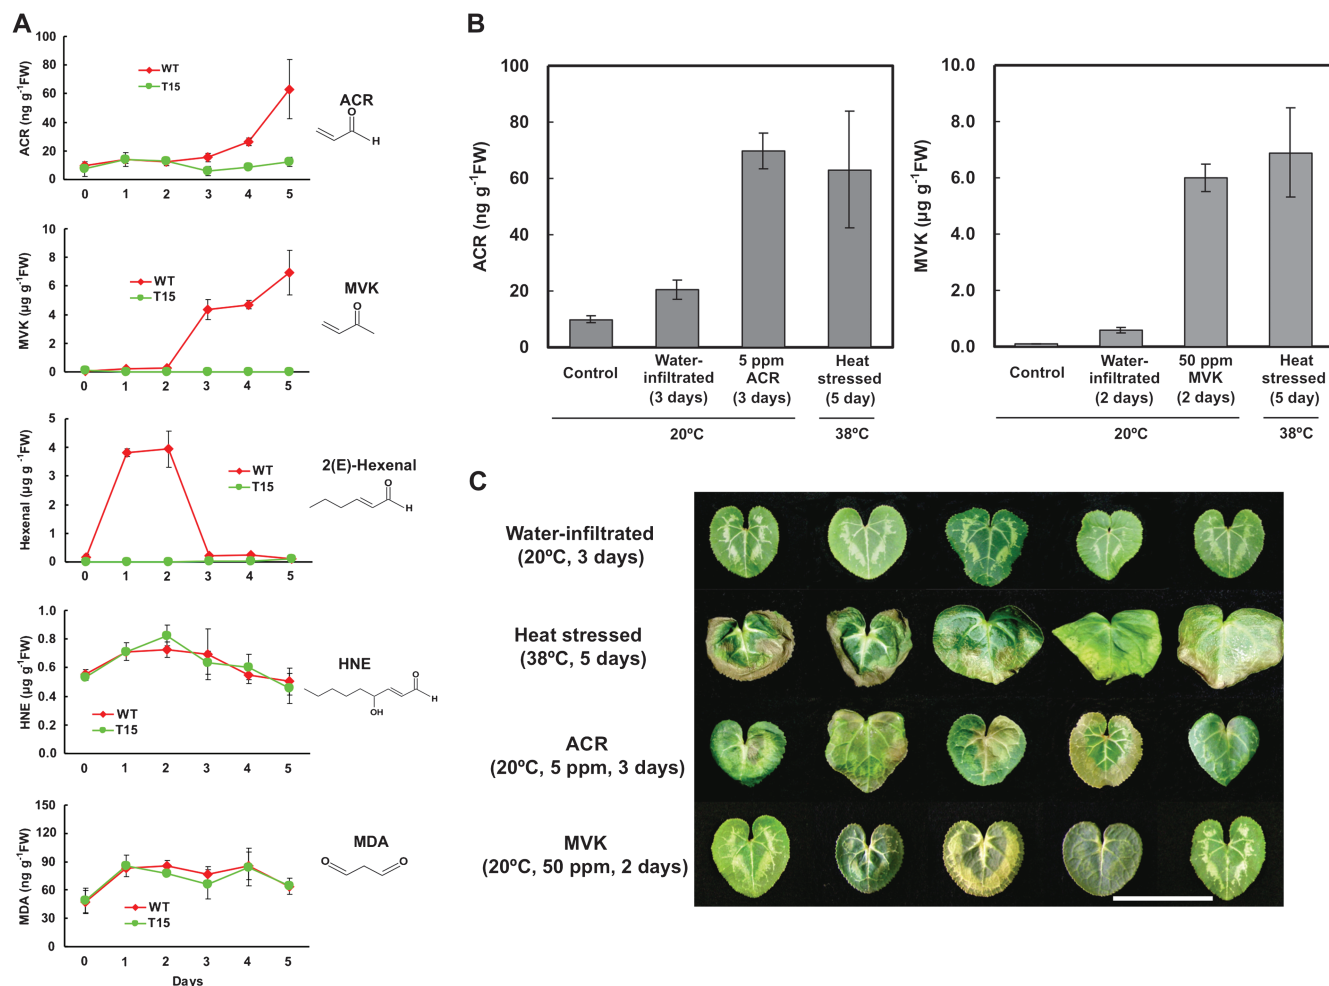 A
ACR (ng g-1FW)
100
80
60
40
20
0
WT
T15
ACR
O
H
0 1 2 3 4 5
MVK (µg g-1FW)
10
8
6
4
2
0
WT
T15
MVK
O
0 1 2 3 4 5
Hexenal (µg g-1FW)
5
4
3
2
1
0
WT
T15
2(E)-Hexenal
O
H
0 1 2 3 4 5
HNE (µg g-1FW)
1.0
0.8
0.6
0.4
0.2
0.0
WT
T15
HNE
O
H
OH
0 1 2 3 4 5
MDA (ng g-1FW)
150
120
90
60
30
0
WT
T15
MDA
O O
0 1 2 3 4 5
Days
B
ACR (ng g-1FW)
100
80
60
40
20
0
Control
Water-
infiltrated
(3 days)
5 ppm
ACR
(3 days)
Heat
stressed
(5 day)
20ºC
38ºC
MVK (µg g-1FW)
10.0
8.0
6.0
4.0
2.0
0.0
Control
Water-
infiltrated
(2 days)
50 ppm
MVK
(2 days)
Heat
stressed
(5 day)
20ºC
38ºC
C
Water-infiltrated
(20ºC, 3 days)
Heat stressed
(38ºC, 5 days)
ACR
(20ºC, 5 ppm, 3 days)
MVK
(20ºC, 50 ppm, 2 days)